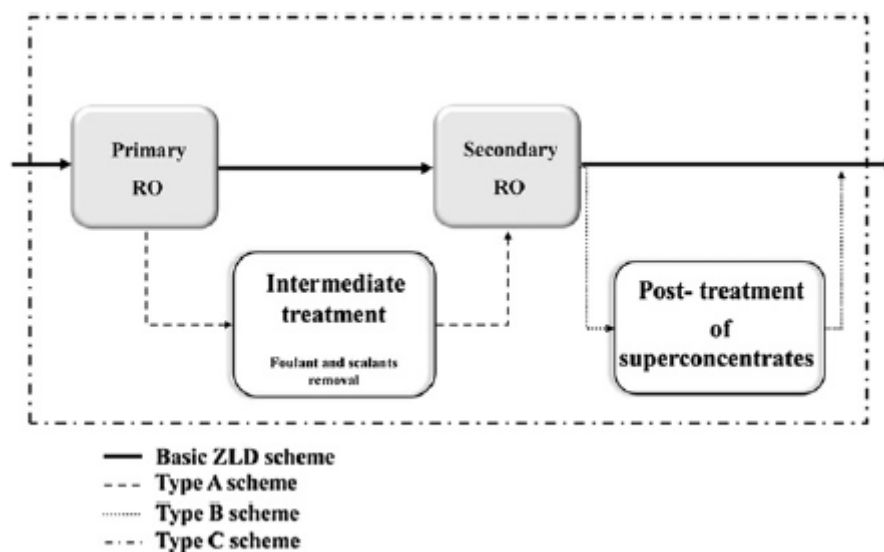 Primary
RO
Secondary
RO
Intermediate
treatment
Foulant and scalants
removal
Post- treatment
of
superconcentrates
Basic ZLD scheme
Type A scheme
Type B scheme
Type C scheme